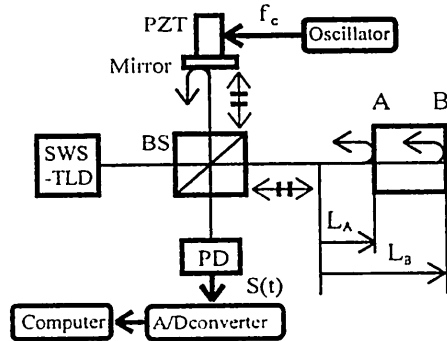 PZT
f_c
Oscillator
Mirror
A
B
BS
SWS
-TLD
L_A
L_B
PD
S(t)
Computer
A/Dconverter